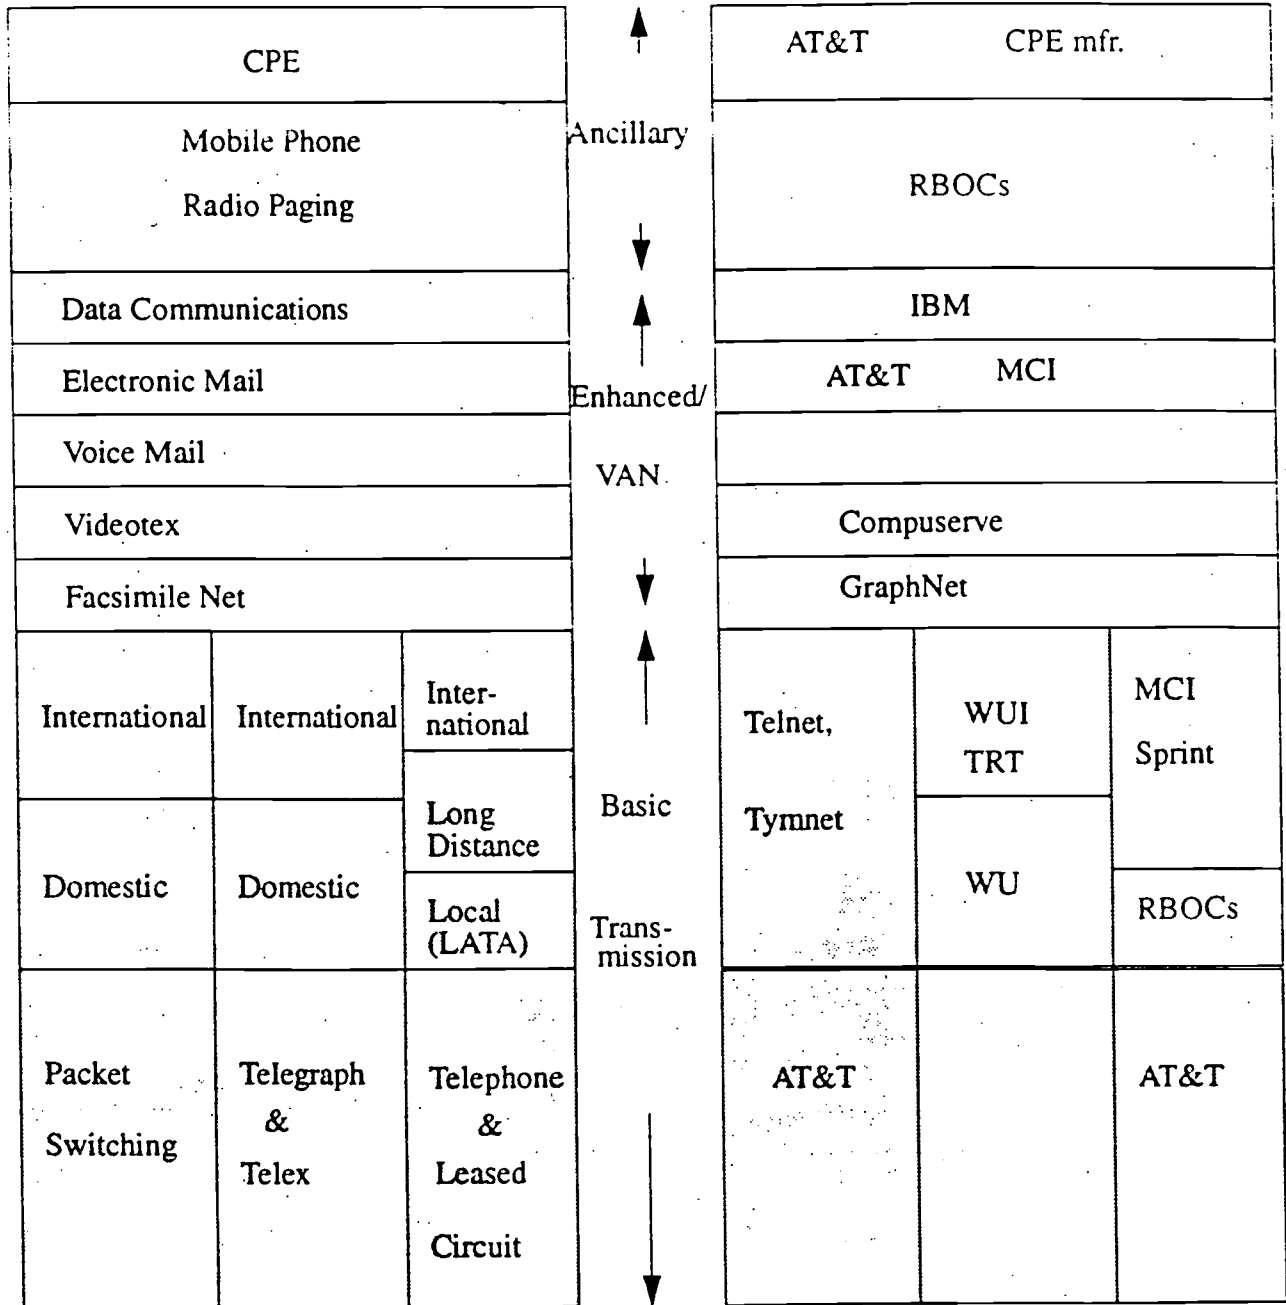 CPE
Mobile Phone
Radio Paging
Data Communications
Electronic Mail
Voice Mail
Videotex
Facsimile Net
International
International
Inter-
national
Long
Distance
Domestic
Domestic
Local
(LATA)
Packet
Switching
Telegraph
&
Telex
Telephone
&
Leased
Circuit
Ancillary
Enhanced/
VAN
Basic
Trans-
mission
AT&T CPE mfr.
RBOCs
IBM
AT&T MCI
Compuserve
GraphNet
Telnet,
Tymnet
WUI
TRT
WU
MCI
Sprint
RBOCs
AT&T
AT&T